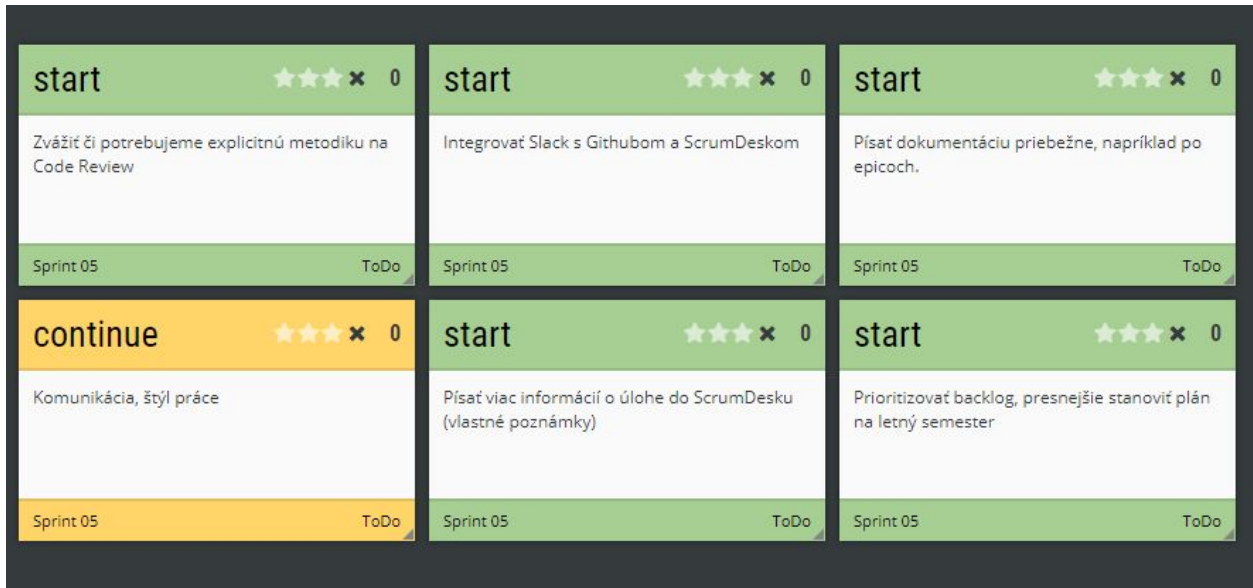 start 0
Zvážiť či potrebujeme explicitnú metodiku na
Code Review
Sprint 05 ToDo
start 0
Integrovať Slack s Githubom a ScrumDeskom
Sprint 05 ToDo
start 0
Písať dokumentáciu priebežne, napríklad po
epicoch.
Sprint 05 ToDo
continue 0
Komunikácia, štýl práce
Sprint 05 ToDo
start 0
Písať viac informácií o úlohe do ScrumDesku
(vlastné poznámky)
Sprint 05 ToDo
start 0
Prioritizovať backlog, presnejšie stanoviť plán
na letný semester
Sprint 05 ToDo